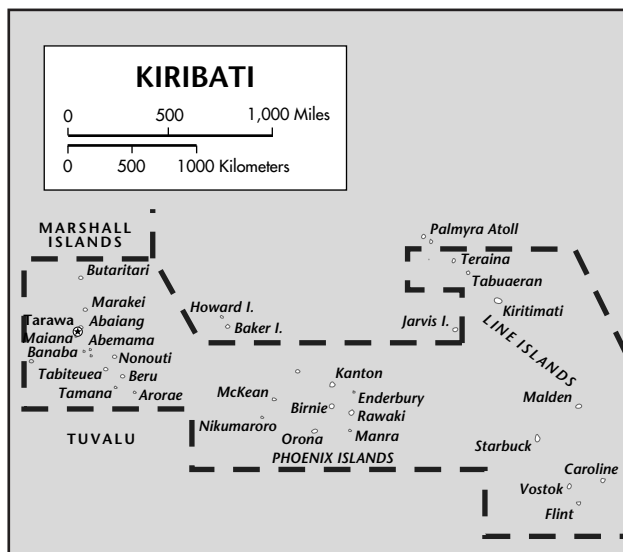 KIRIBATI
0 500 1,000 Miles
0 500 1000 Kilometers
MARSHALL
ISLANDS
Palmyra Atoll
Teraina
Butaritari
Tabuaeran
Marakei
Howard I.
Kiritimati
Tarawa
Abaiang
Baker I.
Jarvis I.
LINE ISLANDS
Maiana
Abemama
Banaba
Nonouti
Tabiteuea
Beru
Kanton
Tamana
Arorae
McKean
Enderbury
Malden
Birnie
Rawaki
Nikumaroro
Orona
Manra
TUVALU
Starbuck
PHOENIX ISLANDS
Caroline
Vostok
Flint